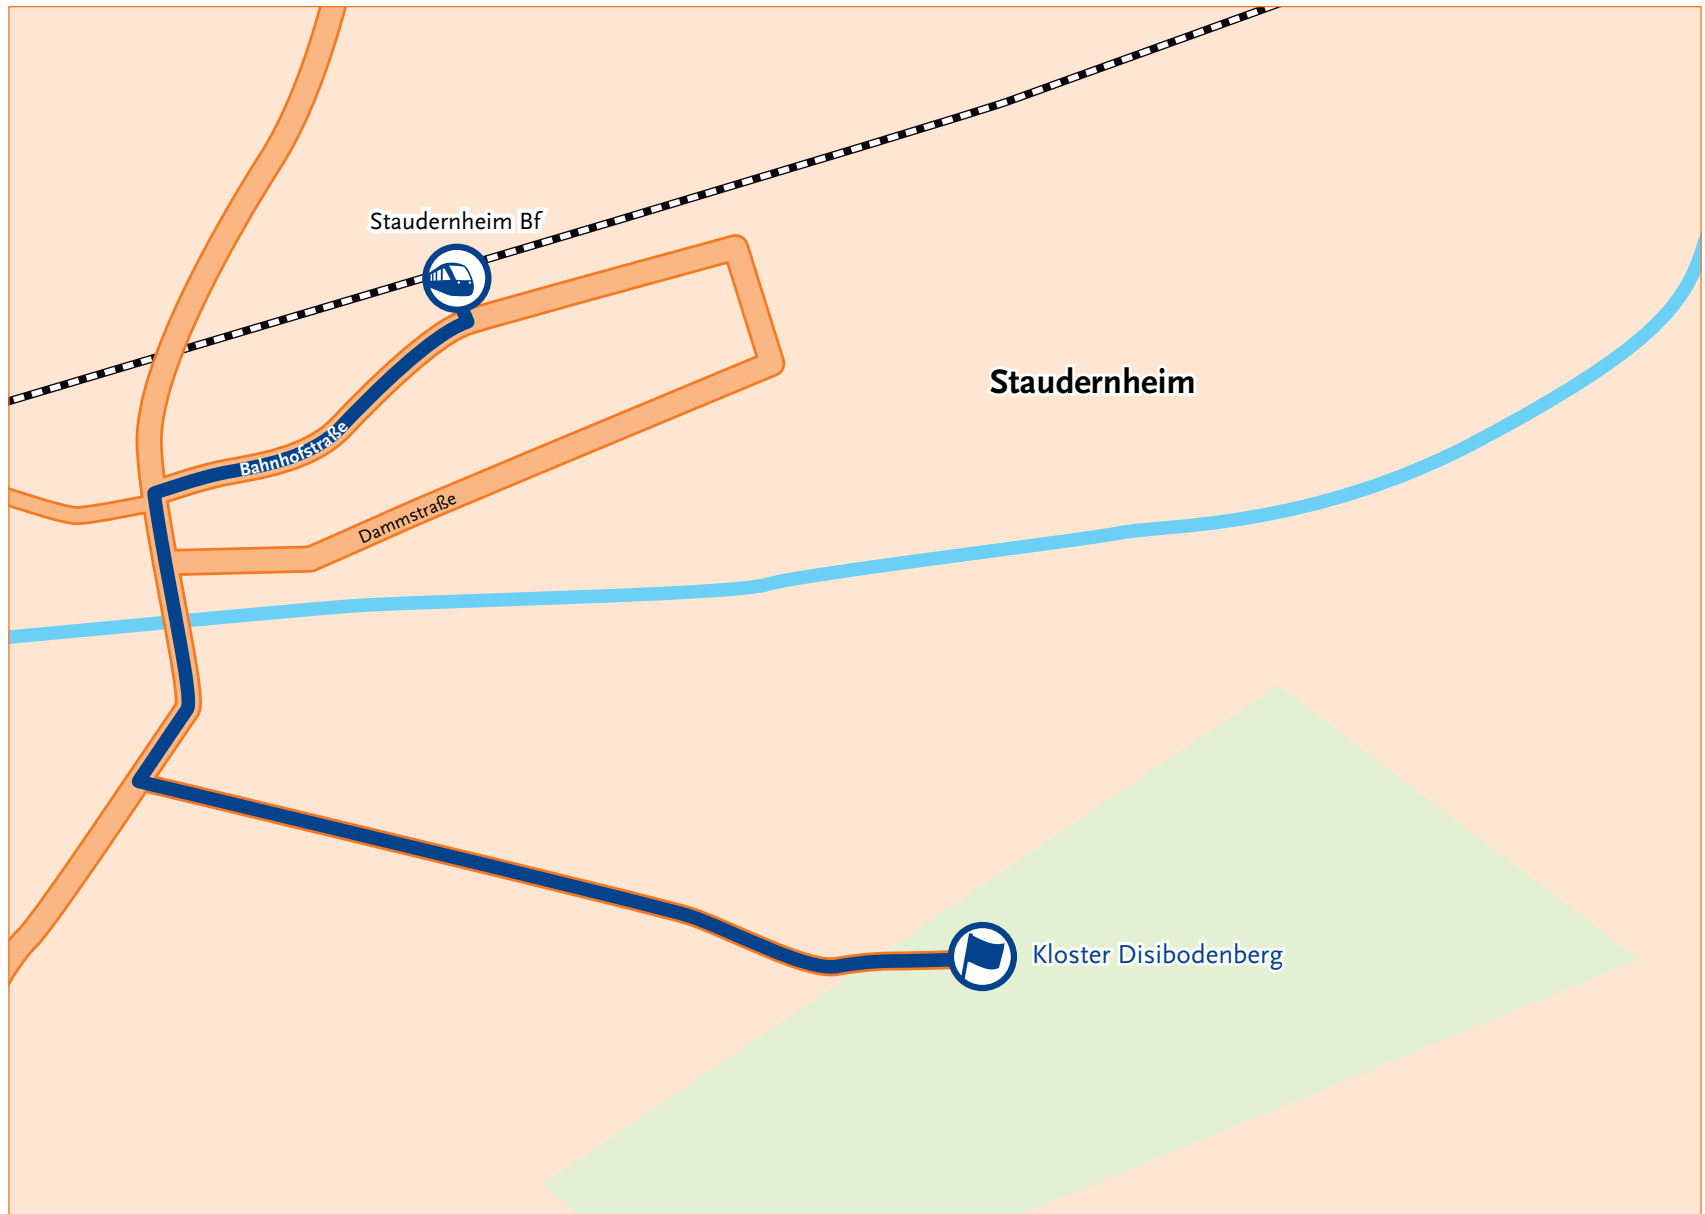 Staudernheim Bf
Staudernheim
Bahnhofstraße
Dammstraße
Kloster Disibodenberg